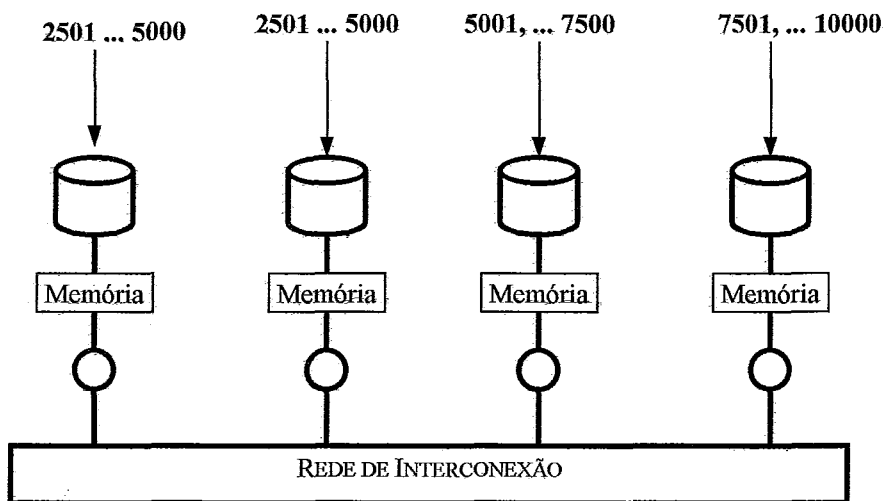 2501 ... 5000 2501 ... 5000 5001, ... 7500 7501, ... 10000
Memória Memória Memória Memória
REDE DE INTERCONEXÃO